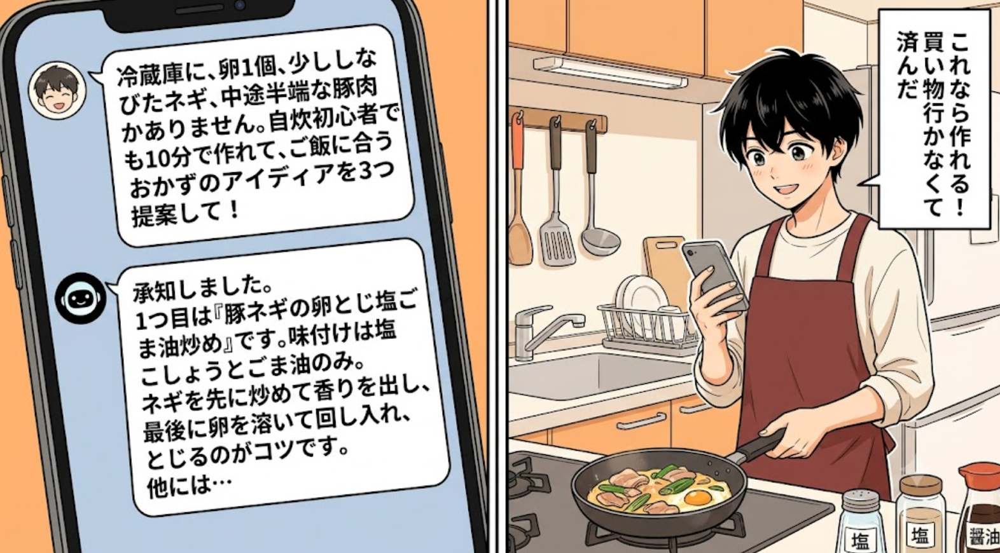 冷蔵庫に、卵1個、少ししな
びたネギ、中途半端な豚肉
かありません。自炊初心者で
も10分で作れて、ご飯に合う
おかずのアイディアを3つ
提案して！
承知しました。
1つ目は『豚ネギの卵とじ塩ご
ま油炒め』です。味付けは塩
こしょうとごま油のみ。
ネギを先に炒めて香りを出し、
最後に卵を溶いて回し入れ、
とじるのがコツです。
他には…
これなら作れる！
買い物行かなくて
済んだ
塩
塩
醤油